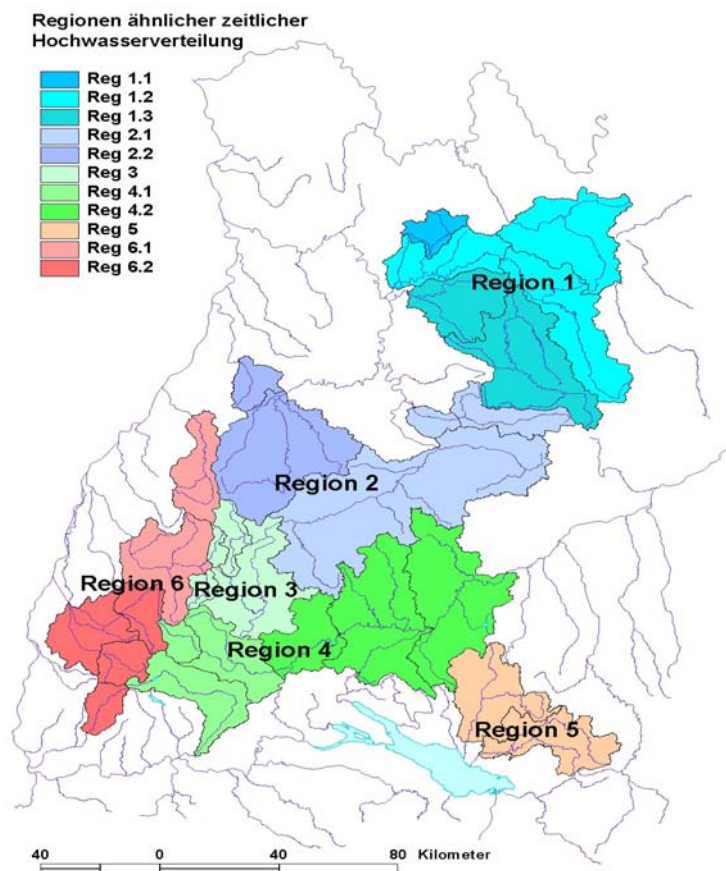 Regionen ähnlicher zeitlicher
Hochwasserverteilung
Reg 1.1
Reg 1.2
Reg 1.3
Reg 2.1
Reg 2.2
Reg 3
Reg 4.1
Reg 4.2
Reg 5
Reg 6.1
Reg 6.2
Region 1
Region 2
Region 6
Region 3
Region 4
Region 5
40 0 40 80 Kilometer